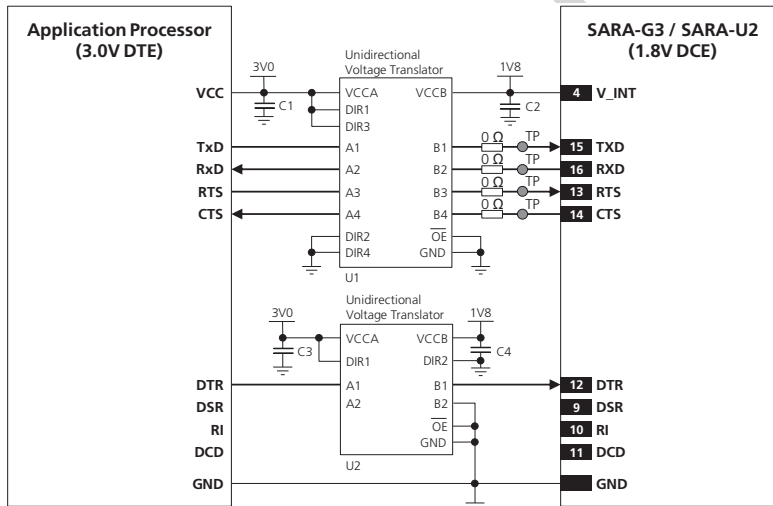 Application Processor
(3.0V DTE)
SARA-G3 / SARA-U2
(1.8V DCE)
Unidirectional
Voltage Translator
3V0
1V8
VCC
C1
VCCA
VCCB
C2
4
V_INT
DIR1
DIR3
TxD
A1
B1
0 Ω
TP
15
TXD
RxD
A2
B2
0 Ω
TP
16
RXD
RTS
A3
B3
0 Ω
TP
13
RTS
CTS
A4
B4
0 Ω
TP
14
CTS
DIR2
OE
DIR4
GND
U1
Unidirectional
Voltage Translator
3V0
1V8
VCCA
VCCB
C3
C4
DIR1
DIR2
DTR
A1
B1
12
DTR
DSR
A2
B2
9
DSR
RI
OE
10
RI
GND
DCD
11
DCD
U2
GND
GND